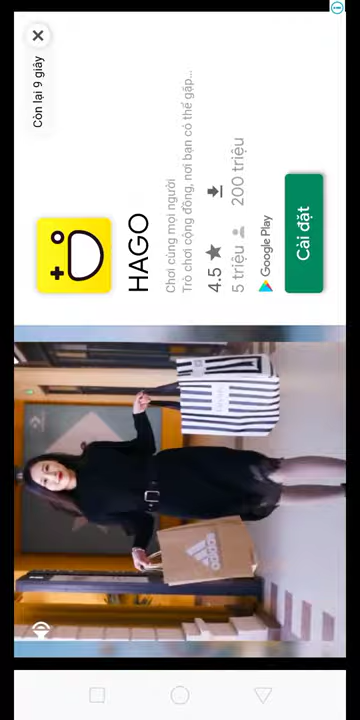 Còn lại 9 giây
HAGO
Chơi cùng mọi người
Trò chơi cộng đồng, nơi bạn có thể gặp...
4.5
5 triệu 200 triệu
Google Play
Cài đặt
adidas